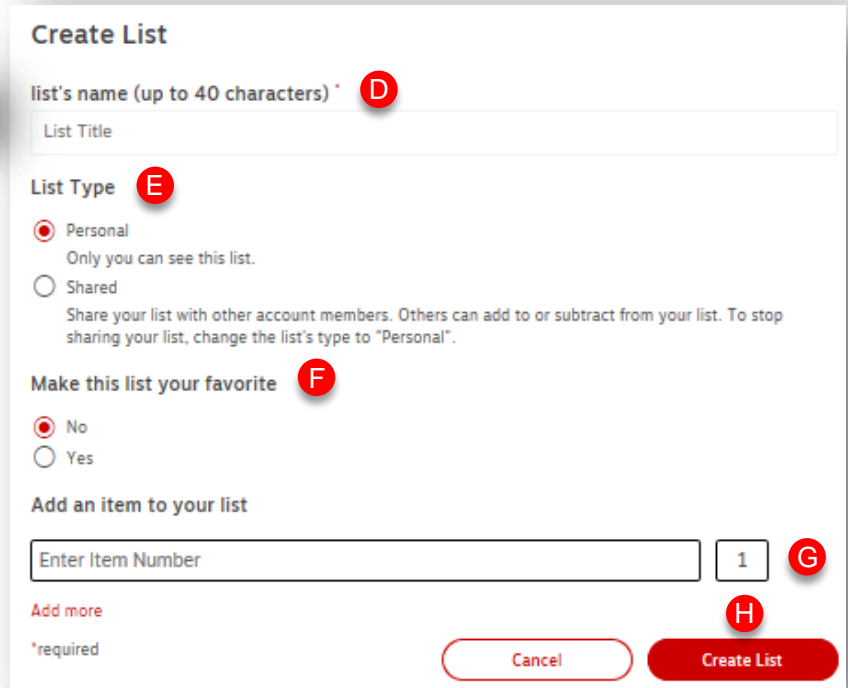 Create List
list's name (up to 40 characters) * D
List Title
List Type E
Personal
Only you can see this list.
Shared
Share your list with other account members. Others can add to or subtract from your list. To stop
sharing your list, change the list's type to "Personal".
Make this list your favorite F
No
Yes
Add an item to your list
Enter Item Number 1 G
Add more
H
*required
Cancel Create List